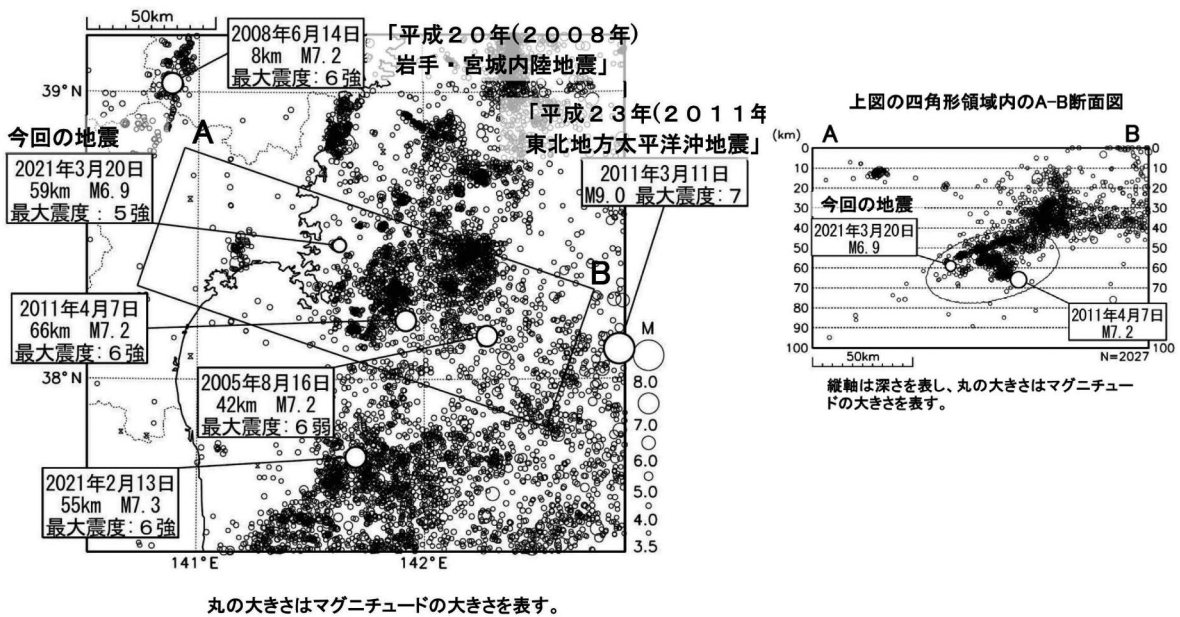 50km
2008年6月14日
8km M7.2
最大震度：６強
「平成２０年(２００８年)
岩手・宮城内陸地震」
39°N
「平成２３年(２０１１年
東北地方太平洋沖地震」
2011年3月11日
M9.0 最大震度：７
今回の地震
A
2021年3月20日
59km M6.9
最大震度：５強
B
2011年4月7日
66km M7.2
最大震度：６強
38°N
2005年8月16日
42km M7.2
最大震度：６弱
2021年2月13日
55km M7.3
最大震度：６強
M
8.0
7.0
6.0
5.0
4.0
3.5
141°E
142°E
丸の大きさはマグニチュードの大きさを表す。
上図の四角形領域内のA-B断面図
(km)
A
B
(km)
0
10
20
30
40
50
60
70
80
90
100
0
10
20
30
40
50
60
70
80
90
100
今回の地震
2021年3月20日
M6.9
2011年4月7日
M7.2
50km
N=2027
縦軸は深さを表し、丸の大きさはマグニチュー
ドの大きさを表す。